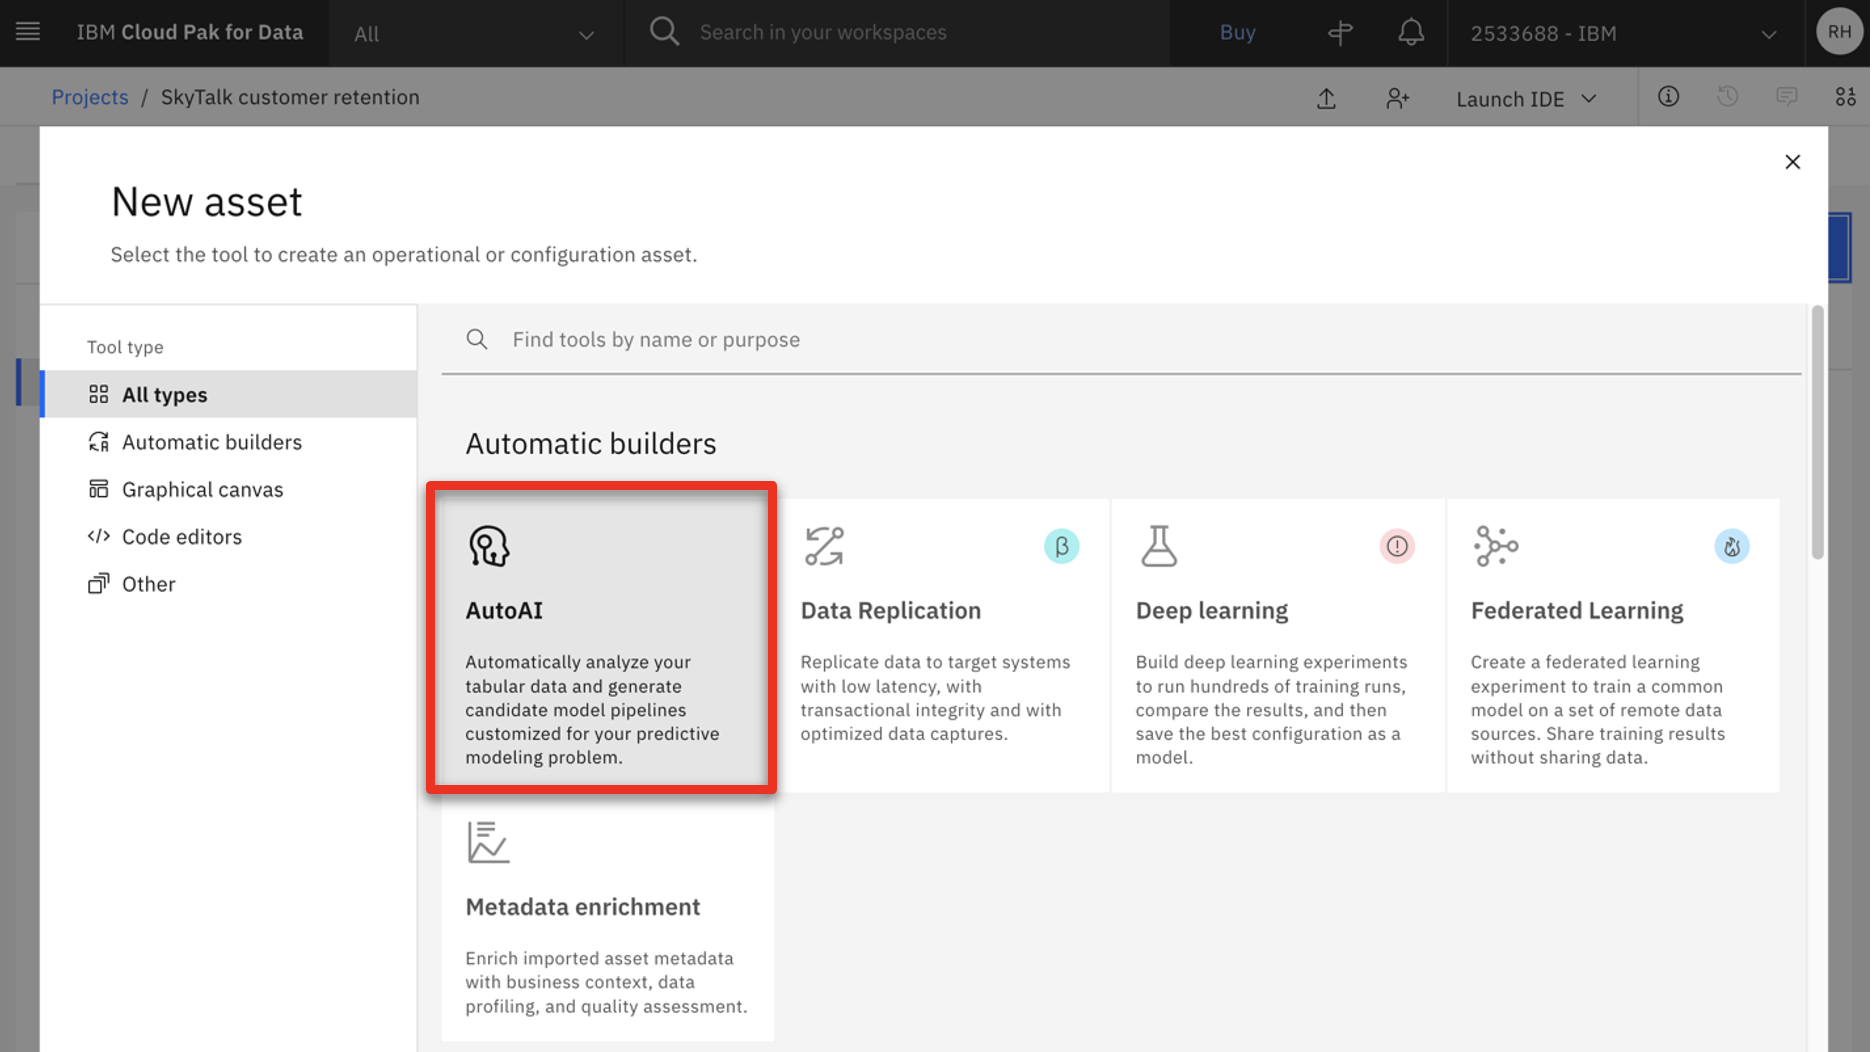 IBM Cloud Pak for Data
All
Search in your workspaces
Buy
2533688 - IBM
RH
Projects / SkyTalk customer retention
Launch IDE
New asset
Select the tool to create an operational or configuration asset.
Tool type
All types
Automatic builders
Graphical canvas
Code editors
Other
Find tools by name or purpose
Automatic builders
AutoAI
Automatically analyze your
tabular data and generate
candidate model pipelines
customized for your predictive
modeling problem.
β
Data Replication
Replicate data to target systems
with low latency, with
transactional integrity and with
optimized data captures.
Deep learning
Build deep learning experiments
to run hundreds of training runs,
compare the results, and then
save the best configuration as a
model.
Federated Learning
Create a federated learning
experiment to train a common
model on a set of remote data
sources. Share training results
without sharing data.
Metadata enrichment
Enrich imported asset metadata
with business context, data
profiling, and quality assessment.